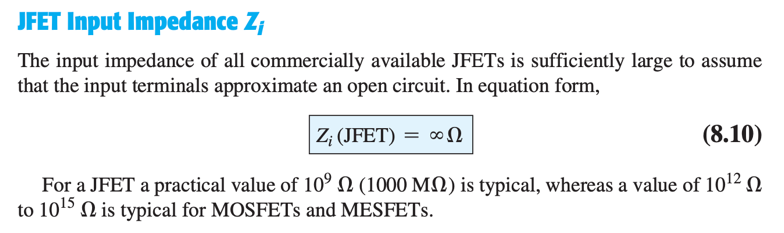 JFET Input Impedance Zᵢ
The input impedance of all commercially available JFETs is sufficiently large to assume
that the input terminals approximate an open circuit. In equation form,
Zᵢ (JFET) = ∞ Ω (8.10)
For a JFET a practical value of 10⁹ Ω (1000 MΩ) is typical, whereas a value of 10¹² Ω
to 10¹⁵ Ω is typical for MOSFETs and MESFETs.